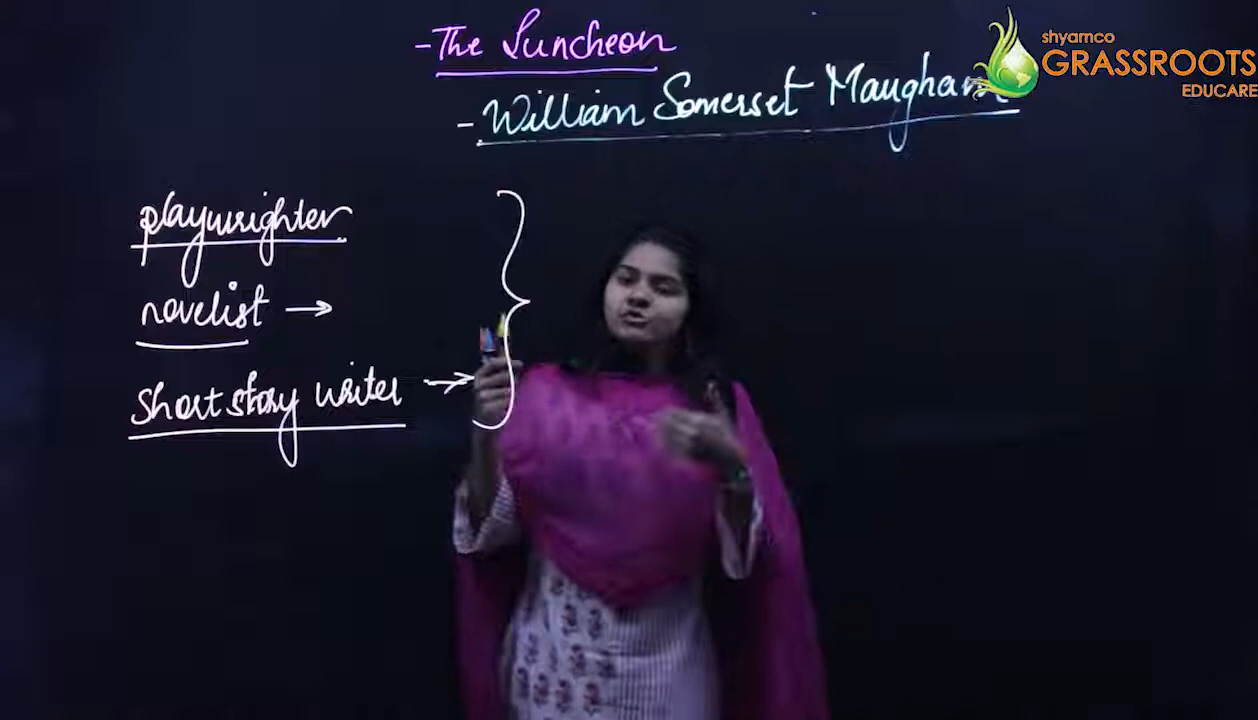 - The Luncheon
- William Somerset Maugham
shyamco
GRASSROOTS
EDUCARE
playwrighter
novelist →
short story writer →